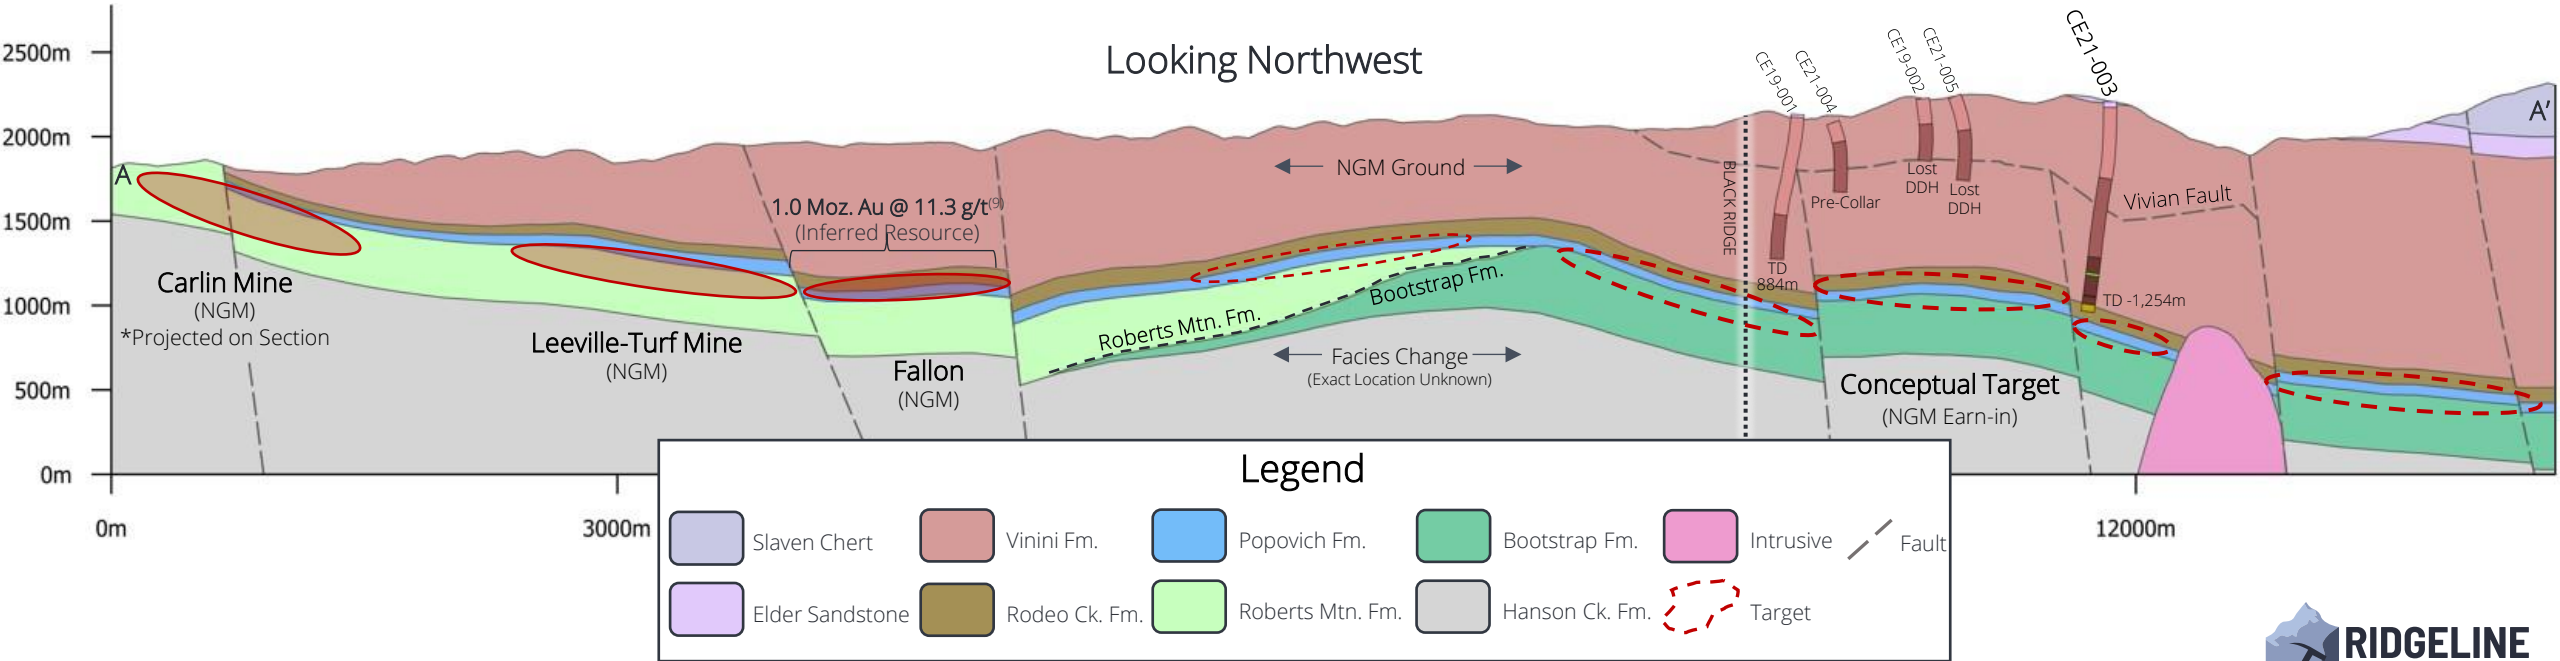 Looking Northwest
2500m
2000m
1500m
1000m
500m
0m
A
A'
CE19-001
CE21-004
CE19-002
CE21-005
CE21-003
NGM Ground
BLACK RIDGE
Lost
DDH
Lost
DDH
Pre-Collar
Vivian Fault
1.0 Moz. Au @ 11.3 g/t(9)
(Inferred Resource)
TD
884m
TD -1,254m
Carlin Mine
(NGM)
*Projected on Section
Leeville-Turf Mine
(NGM)
Fallon
(NGM)
Roberts Mtn. Fm.
Bootstrap Fm.
Facies Change
(Exact Location Unknown)
Conceptual Target
(NGM Earn-in)
0m
3000m
12000m
Legend
Slaven Chert
Vinini Fm.
Popovich Fm.
Bootstrap Fm.
Intrusive
Fault
Elder Sandstone
Rodeo Ck. Fm.
Roberts Mtn. Fm.
Hanson Ck. Fm.
Target
RIDGELINE